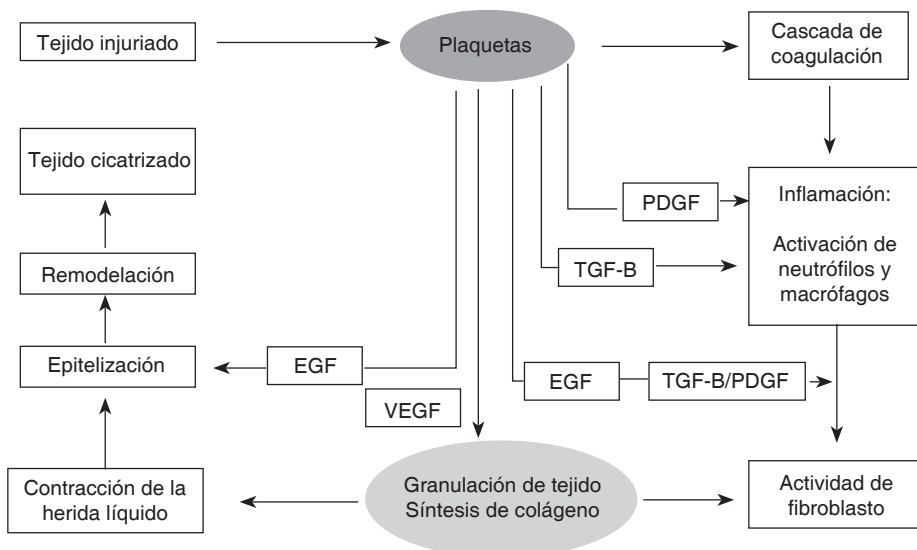 Tejido injuriado
Plaquetas
Cascada de
coagulación
Tejido cicatrizado
PDGF
Inflamación:
Activación de
neutrófilos y
macrófagos
TGF-B
Remodelación
Epitelización
EGF
EGF
TGF-B/PDGF
VEGF
Contracción de la
herida líquido
Granulación de tejido
Síntesis de colágeno
Actividad de
fibroblasto